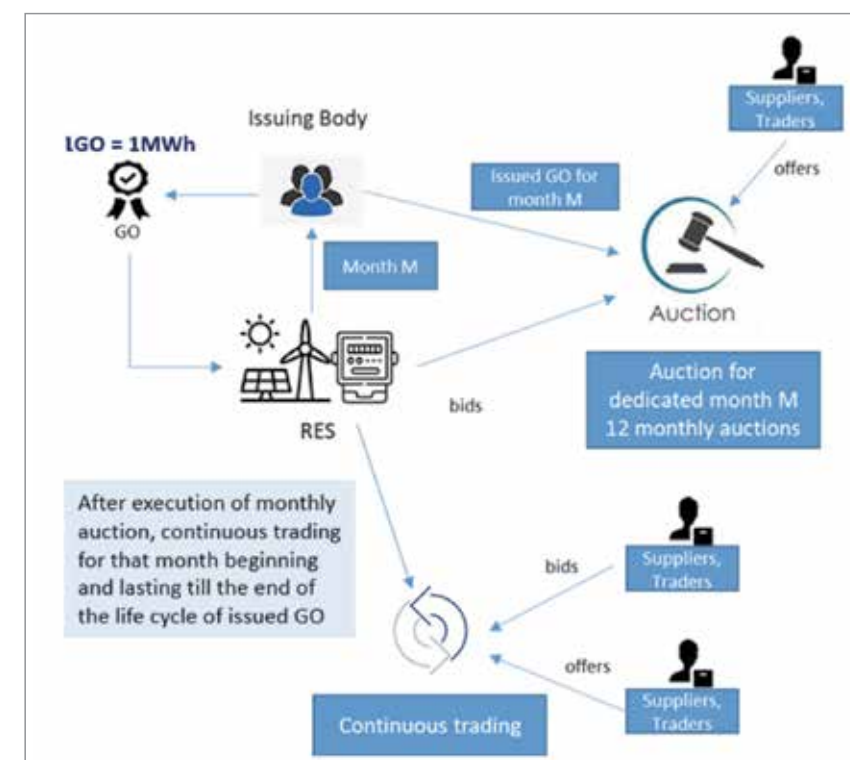 Suppliers,
Traders
Issuing Body
1GO = 1MWh
GO
Issued GO for
month M
offers
Month M
Auction
bids
RES
Auction for
dedicated month M
12 monthly auctions
After execution of monthly
auction, continuous trading
for that month beginning
and lasting till the end of
the life cycle of issued GO
bids
Suppliers,
Traders
offers
Suppliers,
Traders
Continuous trading